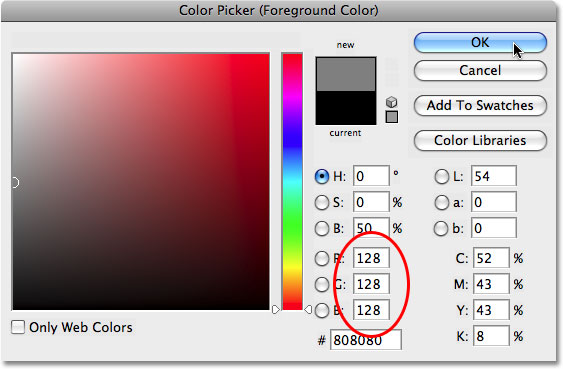 Color Picker (Foreground Color)
new
current
OK
Cancel
Add To Swatches
Color Libraries
H: 0 °
S: 0 %
B: 50 %
R: 128
G: 128
B: 128
# 808080
L: 54
a: 0
b: 0
C: 52 %
M: 43 %
Y: 43 %
K: 8 %
Only Web Colors